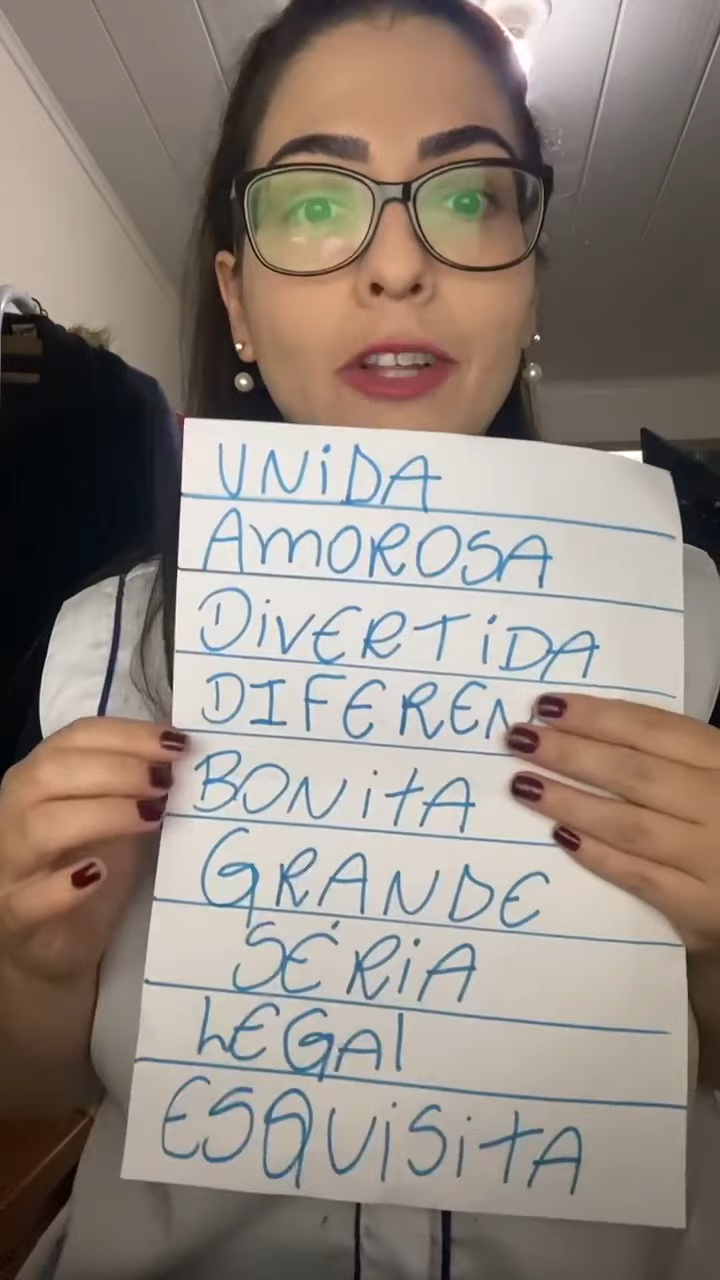 UNiDA
AMOROSA
DiVERTiDA
DIFEREN
BONitA
GRANDE
SÉRiA
LEGAl
ESQUiSitA